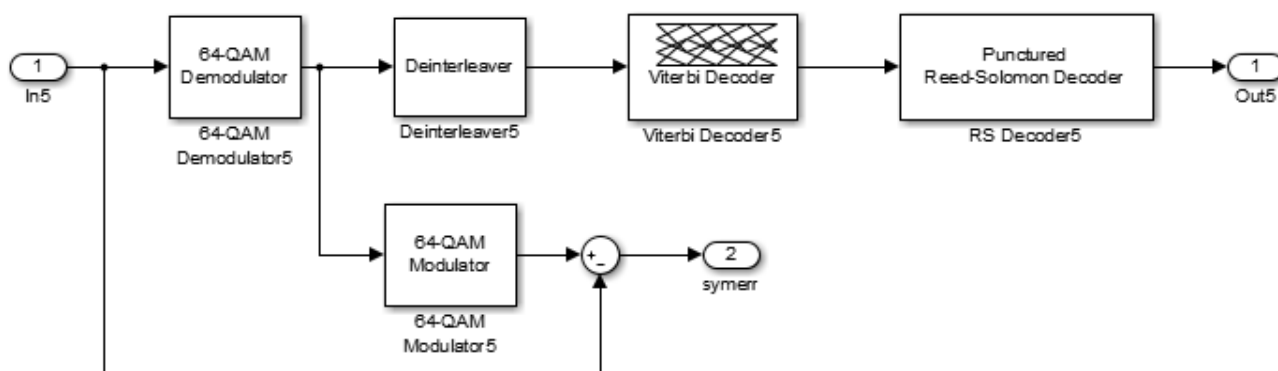 1
In5
64-QAM
Demodulator
64-QAM
Demodulator5
Deinterleaver
Deinterleaver5
Viterbi Decoder
Viterbi Decoder5
Punctured
Reed-Solomon Decoder
RS Decoder5
1
Out5
64-QAM
Modulator
64-QAM
Modulator5
+
−
2
symerr